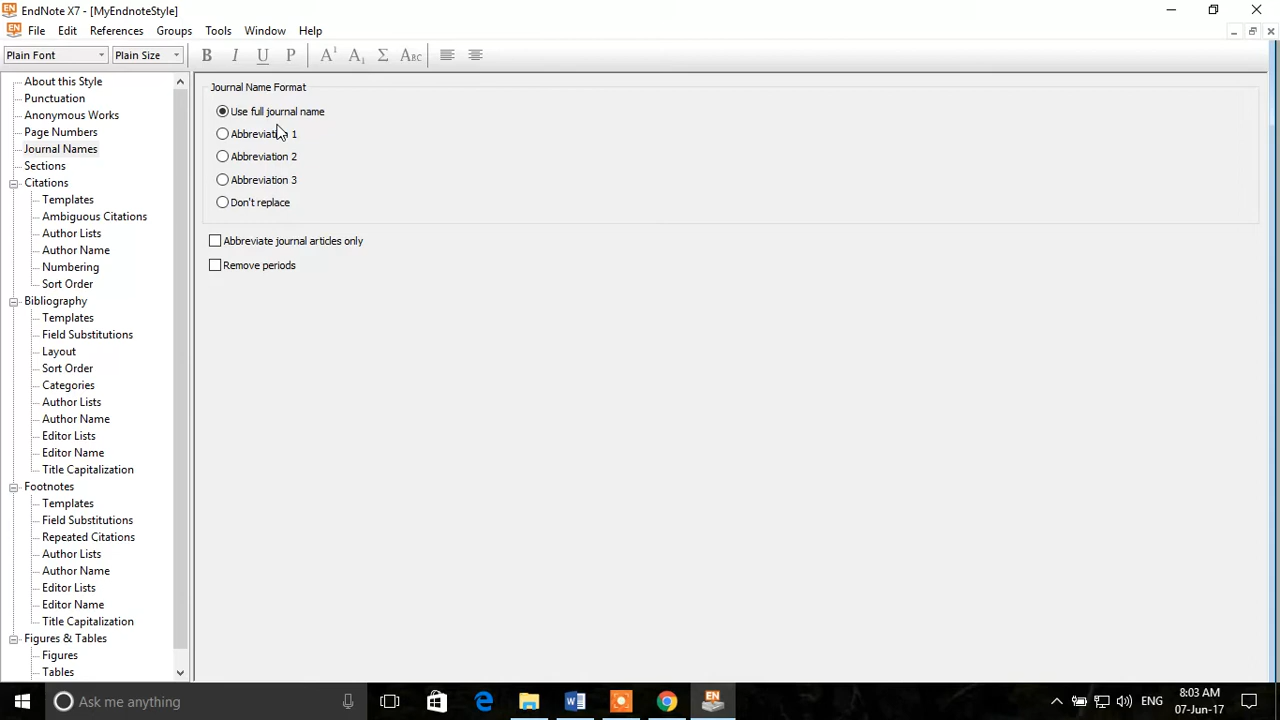 EndNote X7 - [MyEndnoteStyle]
File Edit References Groups Tools Window Help
Plain Font Plain Size B I U P A1 A1 Σ ABC
About this Style
Punctuation
Anonymous Works
Page Numbers
Journal Names
Sections
Citations
Templates
Ambiguous Citations
Author Lists
Author Name
Numbering
Sort Order
Bibliography
Templates
Field Substitutions
Layout
Sort Order
Categories
Author Lists
Author Name
Editor Lists
Editor Name
Title Capitalization
Footnotes
Templates
Field Substitutions
Repeated Citations
Author Lists
Author Name
Editor Lists
Editor Name
Title Capitalization
Figures & Tables
Figures
Tables
Journal Name Format
Use full journal name
Abbreviation 1
Abbreviation 2
Abbreviation 3
Don't replace
Abbreviate journal articles only
Remove periods
Ask me anything
ENG
8:03 AM
07-Jun-17